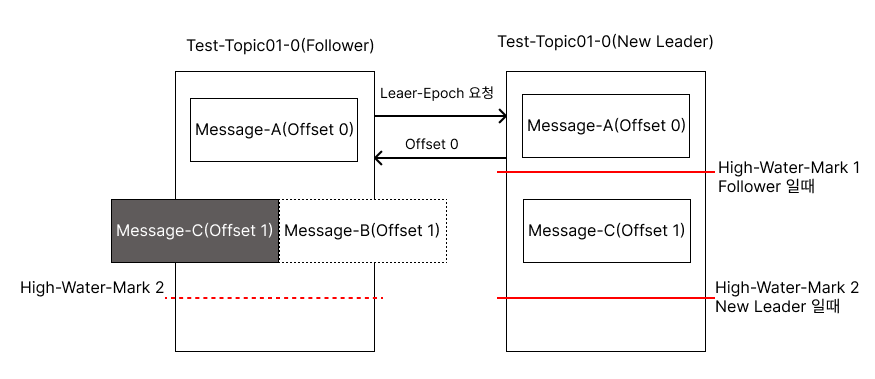 Test-Topic01-0(Follower)
Test-Topic01-0(New Leader)
Leaer-Epoch 요청
Message-A(Offset 0)
Message-A(Offset 0)
Offset 0
High-Water-Mark 1
Follower 일때
Message-C(Offset 1)
Message-B(Offset 1)
Message-C(Offset 1)
High-Water-Mark 2
High-Water-Mark 2
New Leader 일때